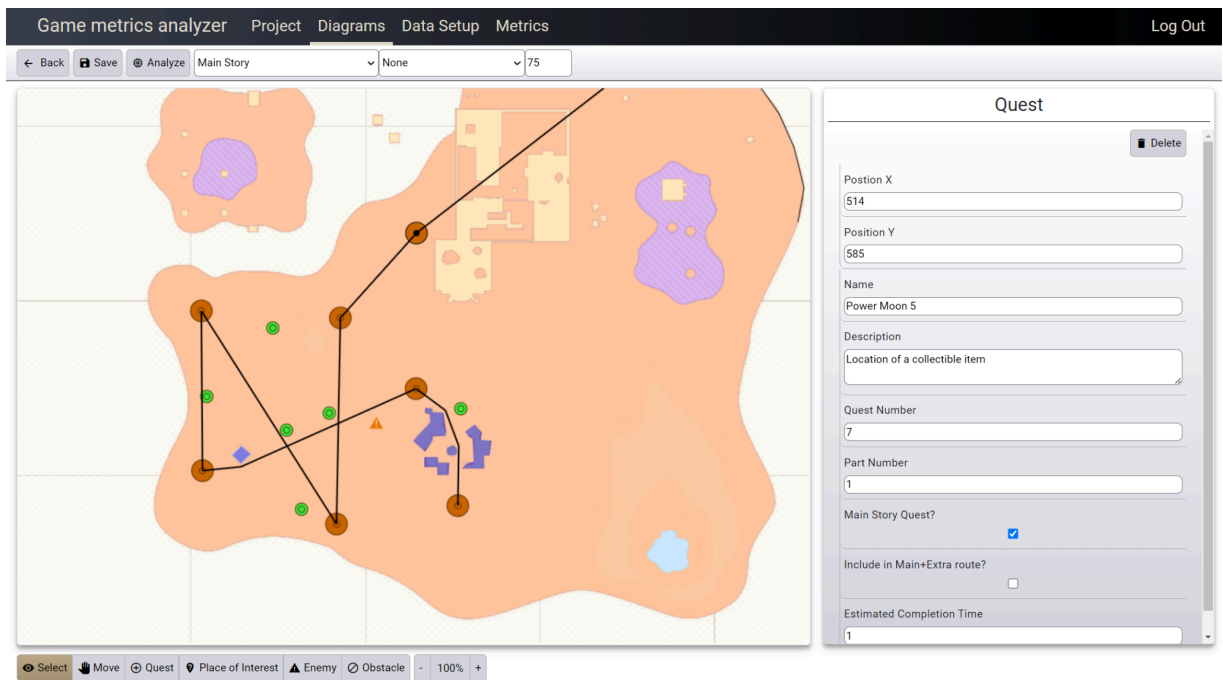 Game metrics analyzer Project Diagrams Data Setup Metrics Log Out
Back Save Analyze Main Story None 75
Quest
Delete
Postion X
514
Position Y
585
Name
Power Moon 5
Description
Location of a collectible item
Quest Number
7
Part Number
1
Main Story Quest?
Include in Main+Extra route?
Estimated Completion Time
1
Select Move Quest Place of Interest Enemy Obstacle - 100% +